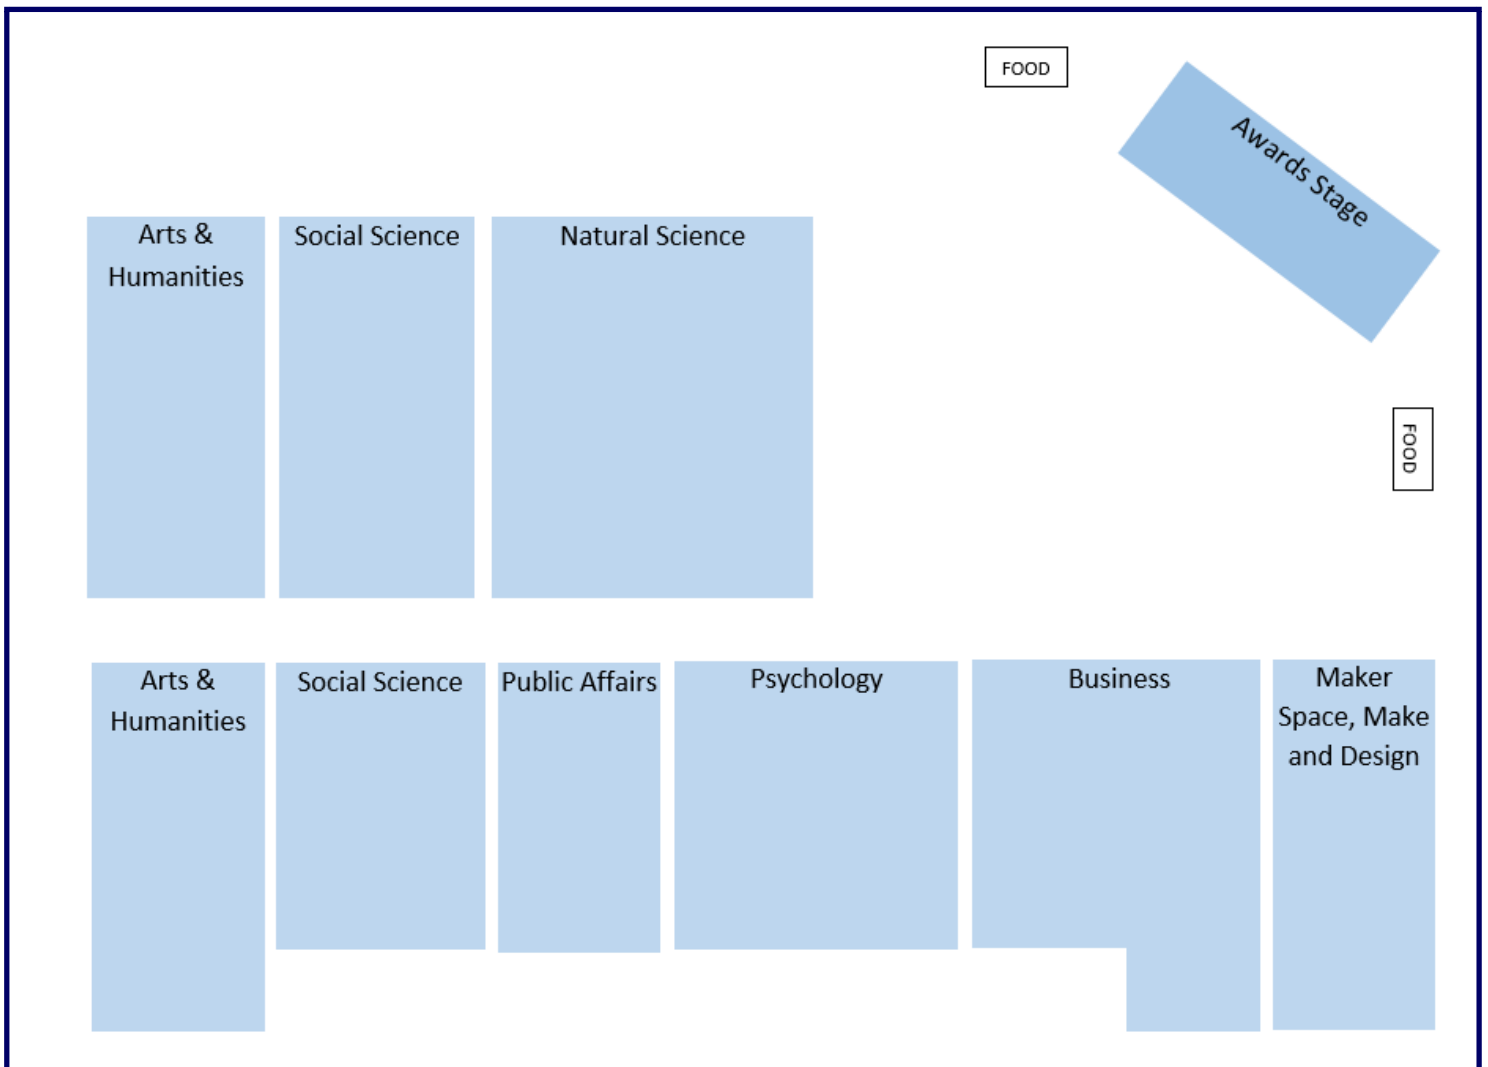 FOOD
Awards Stage
Arts &
Humanities
Social Science
Natural Science
FOOD
Arts &
Humanities
Social Science
Public Affairs
Psychology
Business
Maker
Space, Make
and Design